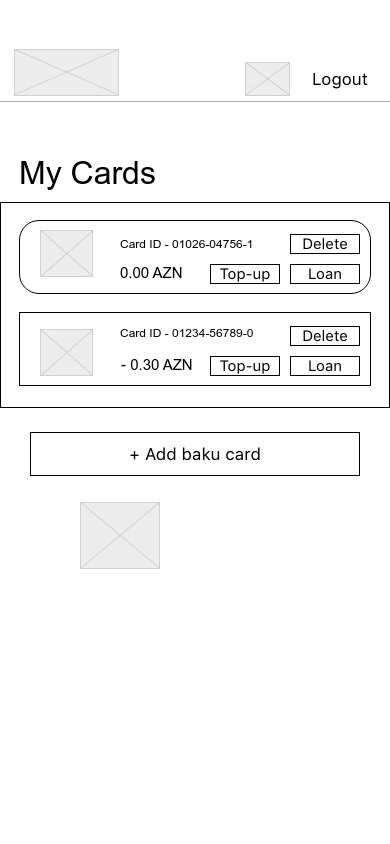 Logout
My Cards
Card ID - 01026-04756-1
Delete
0.00 AZN
Top-up
Loan
Card ID - 01234-56789-0
Delete
- 0.30 AZN
Top-up
Loan
+ Add baku card